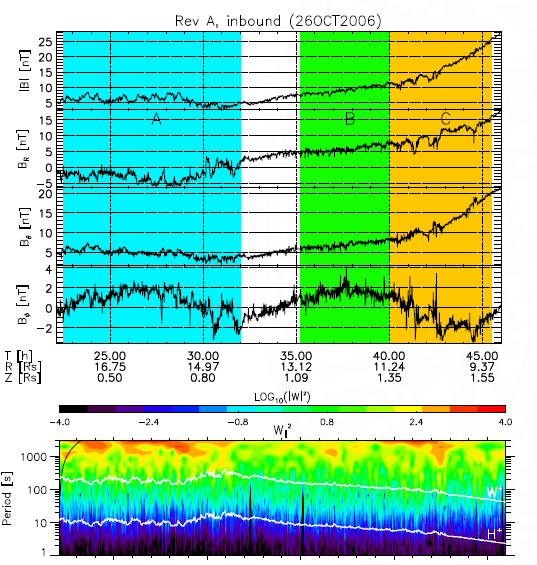 Rev A, inbound (26OCT2006)
|B| [nT]
25
20
15
10
5
A
B
C
B_R [nT]
15
10
5
0
-5
B_θ [nT]
20
15
10
5
B_ϕ [nT]
4
2
0
-2
T [h] 25.00 30.00 35.00 40.00 45.00
R [Rs] 16.75 14.97 13.12 11.24 9.37
Z [Rs] 0.50 0.80 1.09 1.35 1.55
LOG₁₀(|W|²)
-4.0 -2.4 -0.8 0.8 2.4 4.0
W∥²
Period [s]
1000
100
10
1
W⁺
H⁺